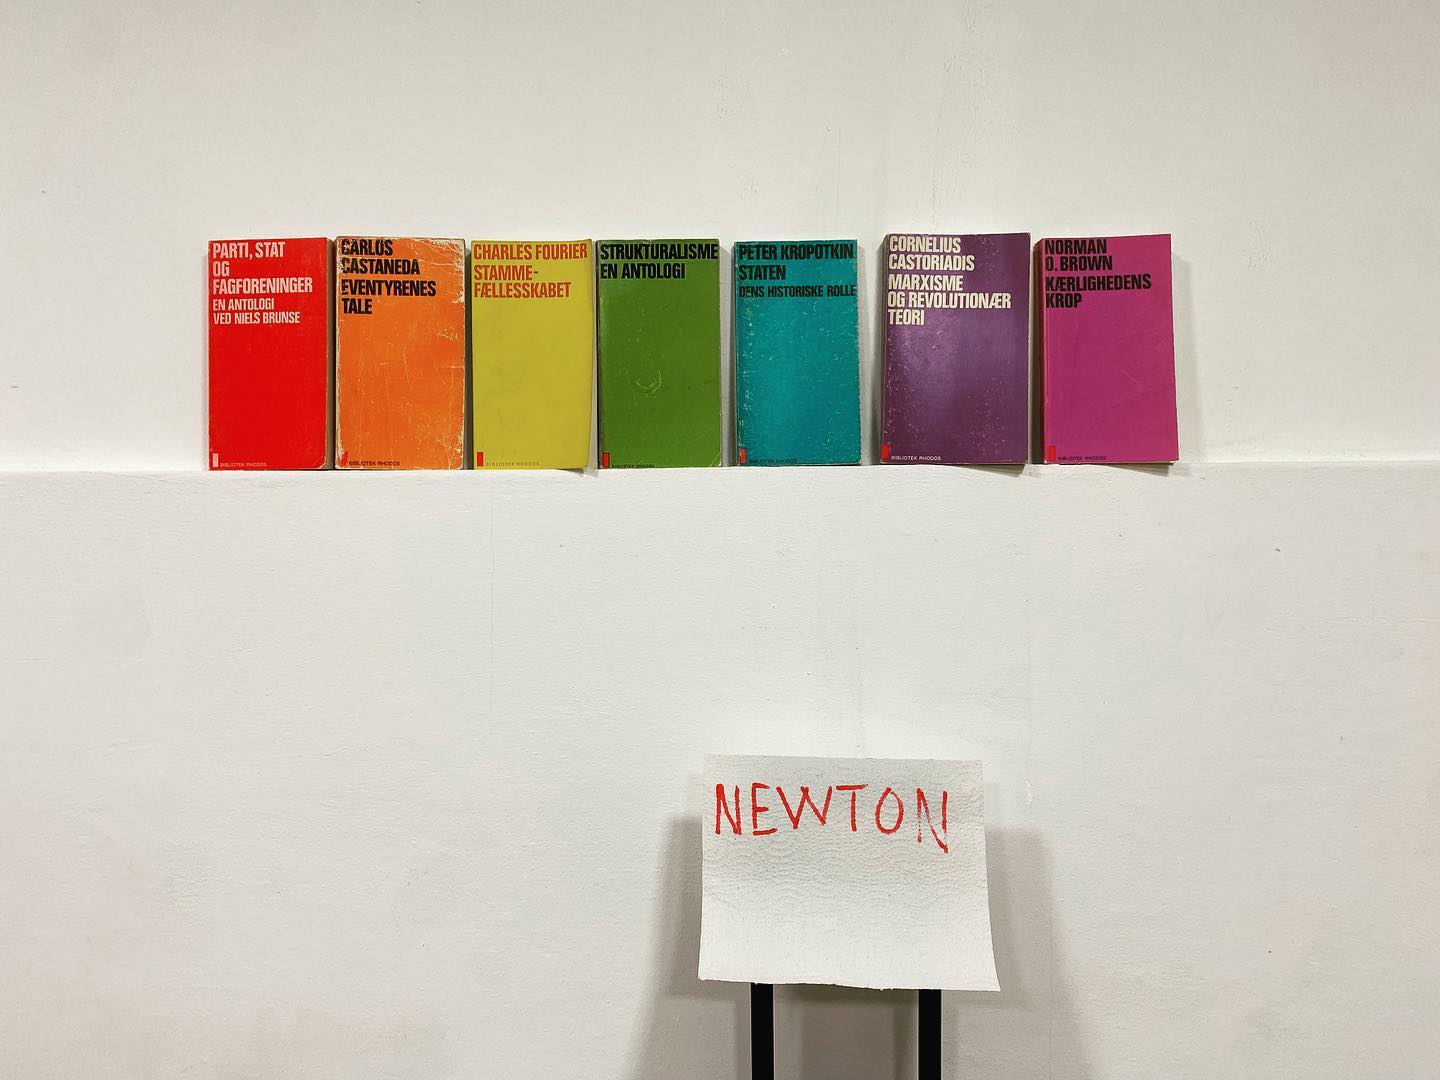 PARTI, STAT
OG
FAGFORENINGER
EN ANTOLOGI
VED NIELS BRUNSE
BIBLIOTEK RHODOS
CARLOS
CASTANEDA
EVENTYRENES
TALE
BIBLIOTEK RHODOS
CHARLES FOURIER
STAMME-
FÆLLESSKABET
BIBLIOTEK RHODOS
STRUKTURALISME
EN ANTOLOGI
BIBLIOTEK RHODOS
PETER KROPOTKIN
STATEN
DENS HISTORISKE ROLLE
BIBLIOTEK RHODOS
CORNELIUS
CASTORIADIS
MARXISME
OG REVOLUTIONÆR
TEORI
BIBLIOTEK RHODOS
NORMAN
O. BROWN
KÆRLIGHEDENS
KROP
BIBLIOTEK RHODOS
NEWTON